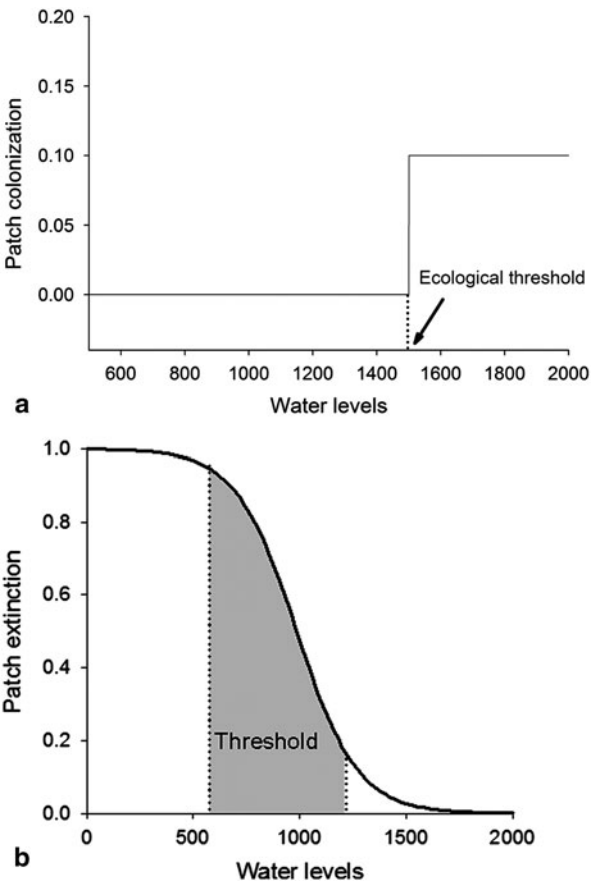 0.20
0.15
0.10
0.05
0.00
Patch colonization
Ecological threshold
600 800 1000 1200 1400 1600 1800 2000
Water levels
a
1.0
0.8
0.6
0.4
0.2
0.0
Patch extinction
Threshold
0 500 1000 1500 2000
Water levels
b